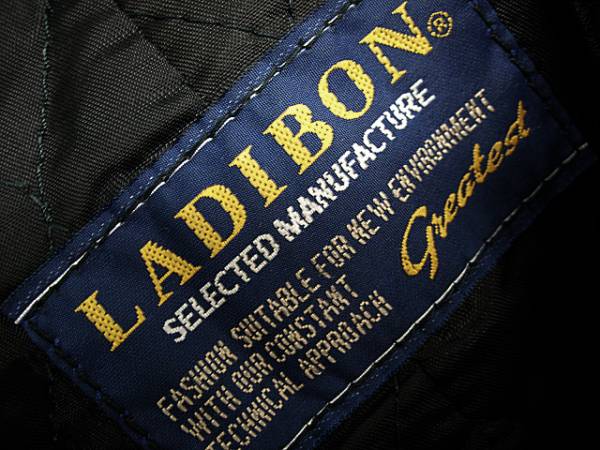 LADIBON®
SELECTED MANUFACTURE
FASHION SUITABLE FOR NEW ENVIRONMENT
WITH OUR CONSTANT
TECHNICAL APPROACH
Greatest